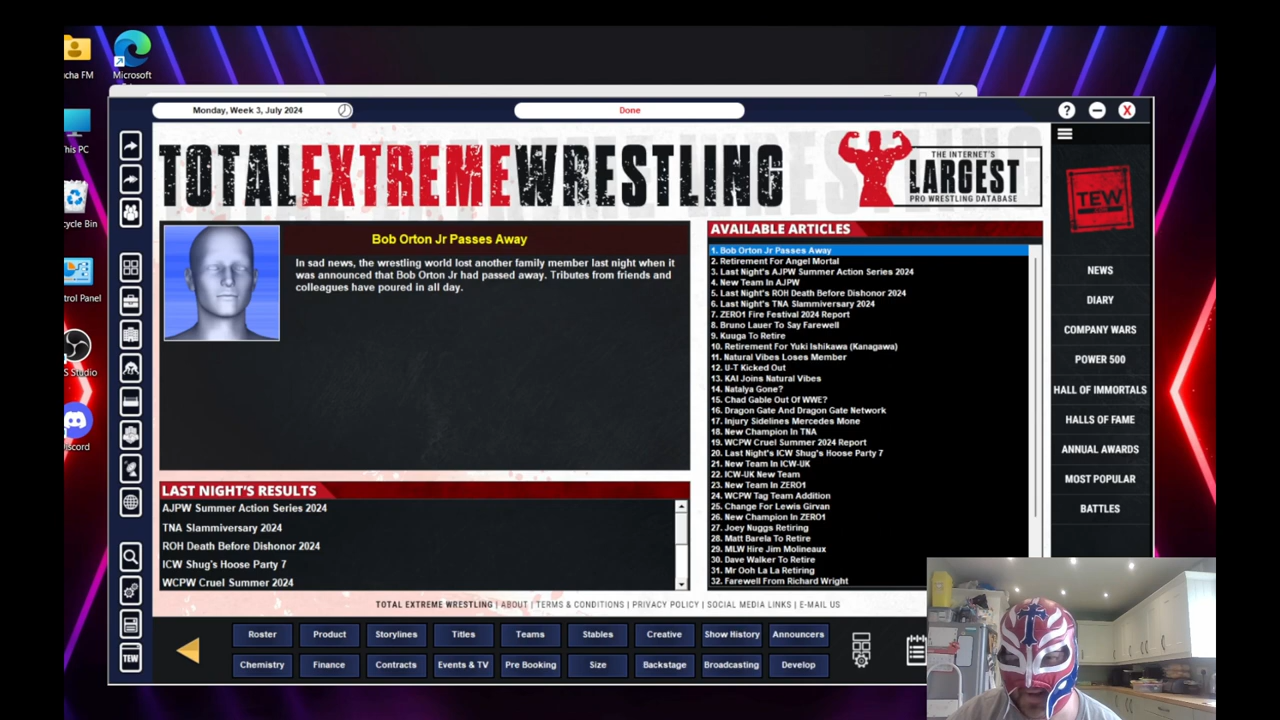 cha FM
Microsoft
his PC
cycle Bin
trol Panel
S Studio
iscord
Monday, Week 3, July 2024
Done
?
X
TOTALEXTREMEWRESTLING
THE INTERNET'S
LARGEST
PRO WRESTLING DATABASE
Bob Orton Jr Passes Away
In sad news, the wrestling world lost another family member last night when it
was announced that Bob Orton Jr had passed away. Tributes from friends and
colleagues have poured in all day.
AVAILABLE ARTICLES
1. Bob Orton Jr Passes Away
2. Retirement For Angel Mortal
3. Last Night's AJPW Summer Action Series 2024
4. New Team In AJPW
5. Last Night's ROH Death Before Dishonor 2024
6. Last Night's TNA Slammiversary 2024
7. ZERO1 Fire Festival 2024 Report
8. Bruno Lauer To Say Farewell
9. Kuuga To Retire
10. Retirement For Yuki Ishikawa (Kanagawa)
11. Natural Vibes Loses Member
12. U-T Kicked Out
13. KAI Joins Natural Vibes
14. Natalya Gone?
15. Chad Gable Out Of WWE?
16. Dragon Gate And Dragon Gate Network
17. Injury Sidelines Mercedes Mone
18. New Champion In TNA
19. WCPW Cruel Summer 2024 Report
20. Last Night's ICW Shug's Hoose Party 7
21. New Team In ICW-UK
22. ICW-UK New Team
23. New Team In ZERO1
24. WCPW Tag Team Addition
25. Change For Lewis Girvan
26. New Champion In ZERO1
27. Joey Nuggs Retiring
28. Matt Barela To Retire
29. MLW Hire Jim Molineaux
30. Dave Walker To Retire
31. Mr Ooh La La Retiring
32. Farewell From Richard Wright
LAST NIGHT'S RESULTS
AJPW Summer Action Series 2024
TNA Slammiversary 2024
ROH Death Before Dishonor 2024
ICW Shug's Hoose Party 7
WCPW Cruel Summer 2024
TOTAL EXTREME WRESTLING | ABOUT | TERMS & CONDITIONS | PRIVACY POLICY | SOCIAL MEDIA LINKS | E-MAIL US
TEW
NEWS
DIARY
COMPANY WARS
POWER 500
HALL OF IMMORTALS
HALLS OF FAME
ANNUAL AWARDS
MOST POPULAR
BATTLES
TEW
Roster Product Storylines Titles Teams Stables Creative Show History Announcers
Chemistry Finance Contracts Events & TV Pre Booking Size Backstage Broadcasting Develop